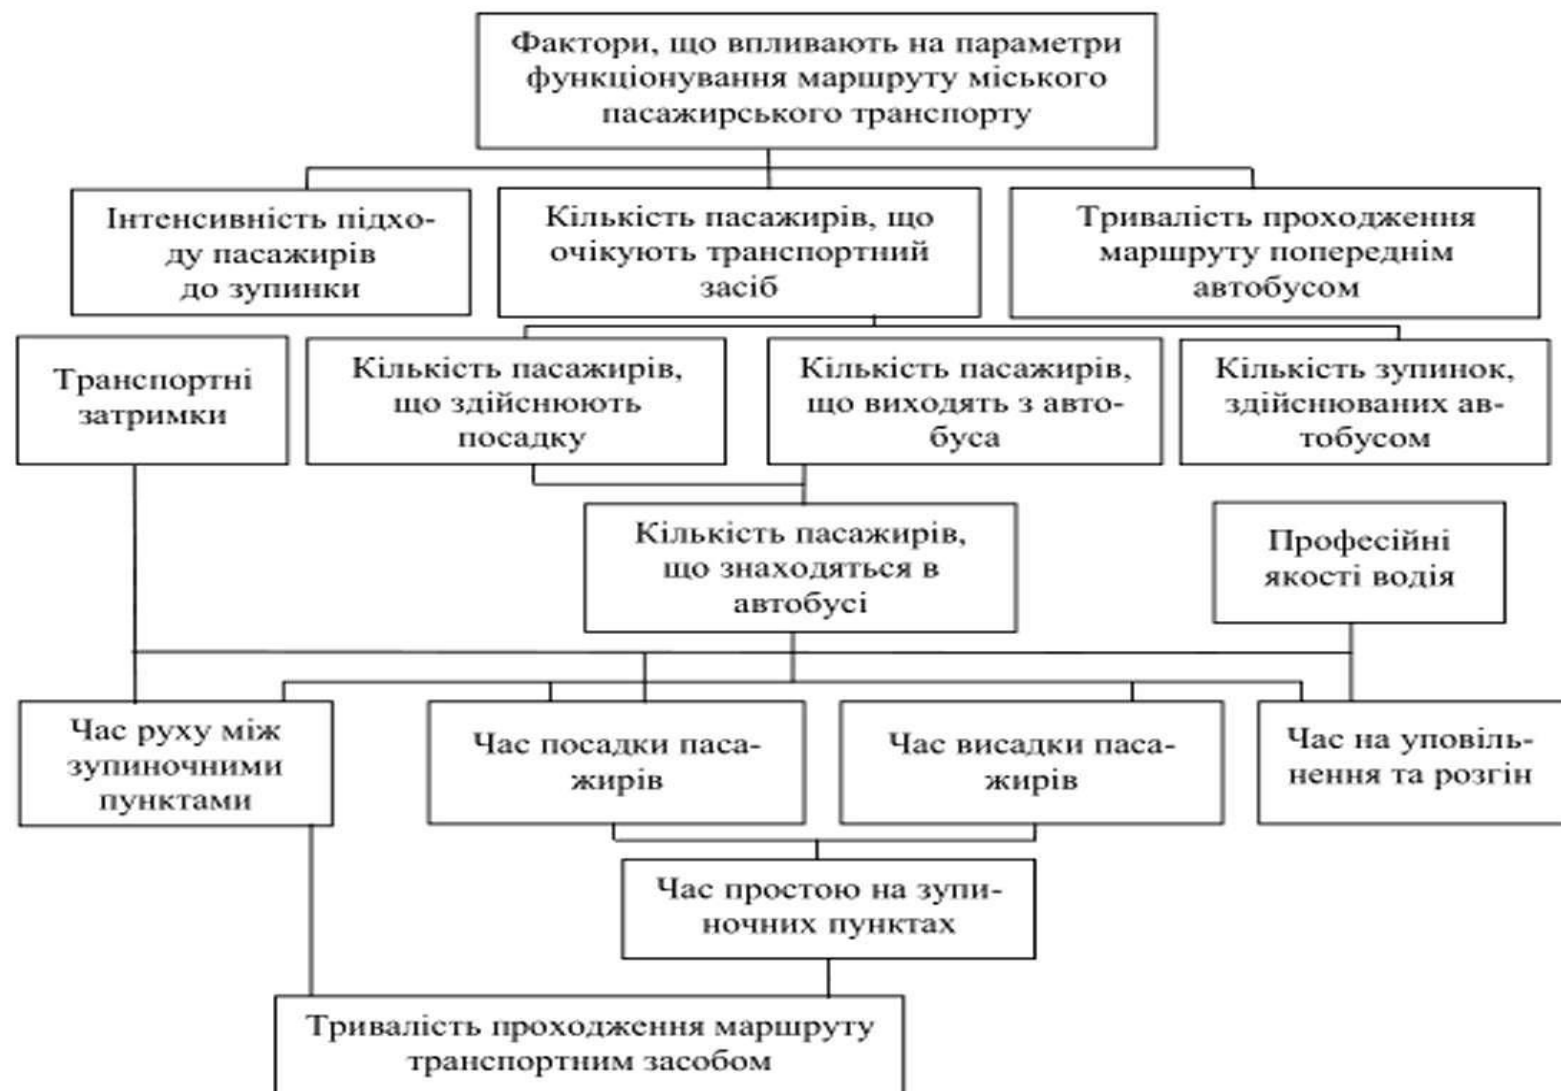 Фактори, що впливають на параметри
функціонування маршруту міського
пасажирського транспорту
Інтенсивність підхо-
ду пасажирів
до зупинки
Кількість пасажирів, що
очікують транспортний
засіб
Тривалість проходження
маршруту попереднім
автобусом
Транспортні
затримки
Кількість пасажирів,
що здійснюють
посадку
Кількість пасажирів,
що виходять з авто-
буса
Кількість зупинок,
здійснюваних ав-
тобусом
Кількість пасажирів,
що знаходяться в
автобусі
Професійні
якості водія
Час руху між
зупиночними
пунктами
Час посадки паса-
жирів
Час висадки паса-
жирів
Час на уповіль-
нення та розгін
Час простою на зупи-
ночних пунктах
Тривалість проходження маршруту
транспортним засобом